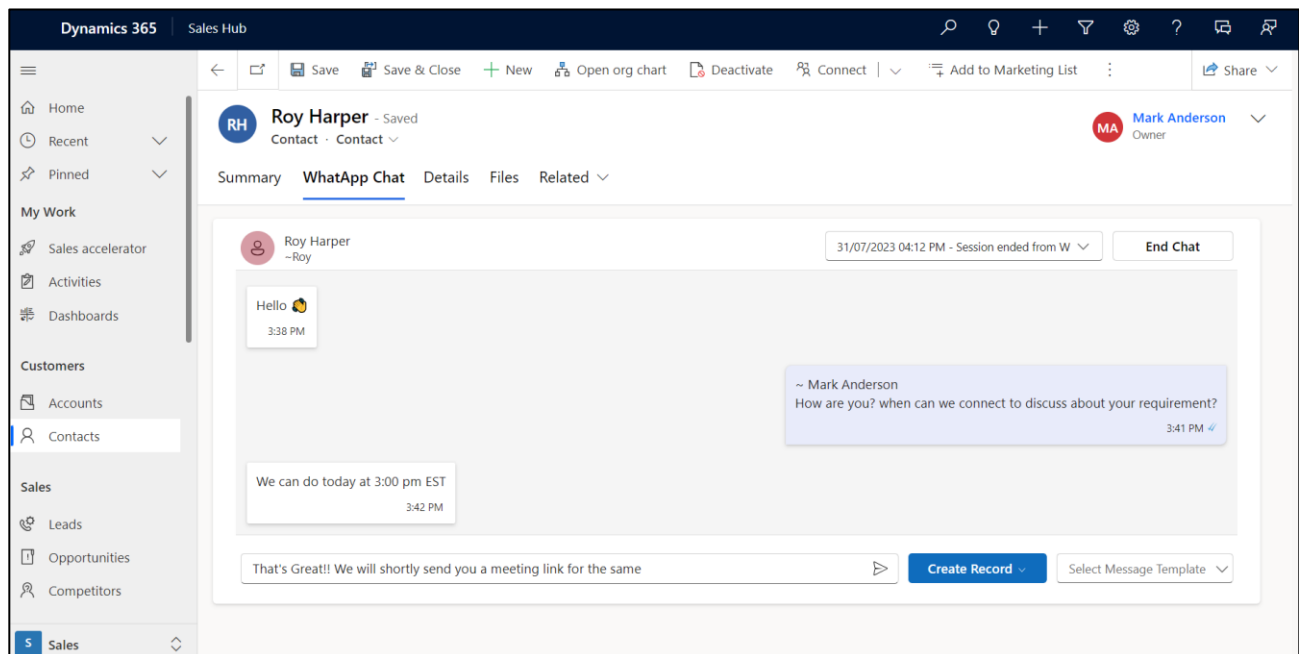 Dynamics 365 Sales Hub
Save Save & Close New Open org chart Deactivate Connect Add to Marketing List Share
Home
Recent
Pinned
My Work
Sales accelerator
Activities
Dashboards
Customers
Accounts
Contacts
Sales
Leads
Opportunities
Competitors
S Sales
RH Roy Harper - Saved
Contact · Contact
MA Mark Anderson
Owner
Summary WhatApp Chat Details Files Related
Roy Harper
~Roy
31/07/2023 04:12 PM - Session ended from W
End Chat
Hello 👏
3:38 PM
~ Mark Anderson
How are you? when can we connect to discuss about your requirement?
3:41 PM
We can do today at 3:00 pm EST
3:42 PM
That's Great!! We will shortly send you a meeting link for the same
Create Record
Select Message Template